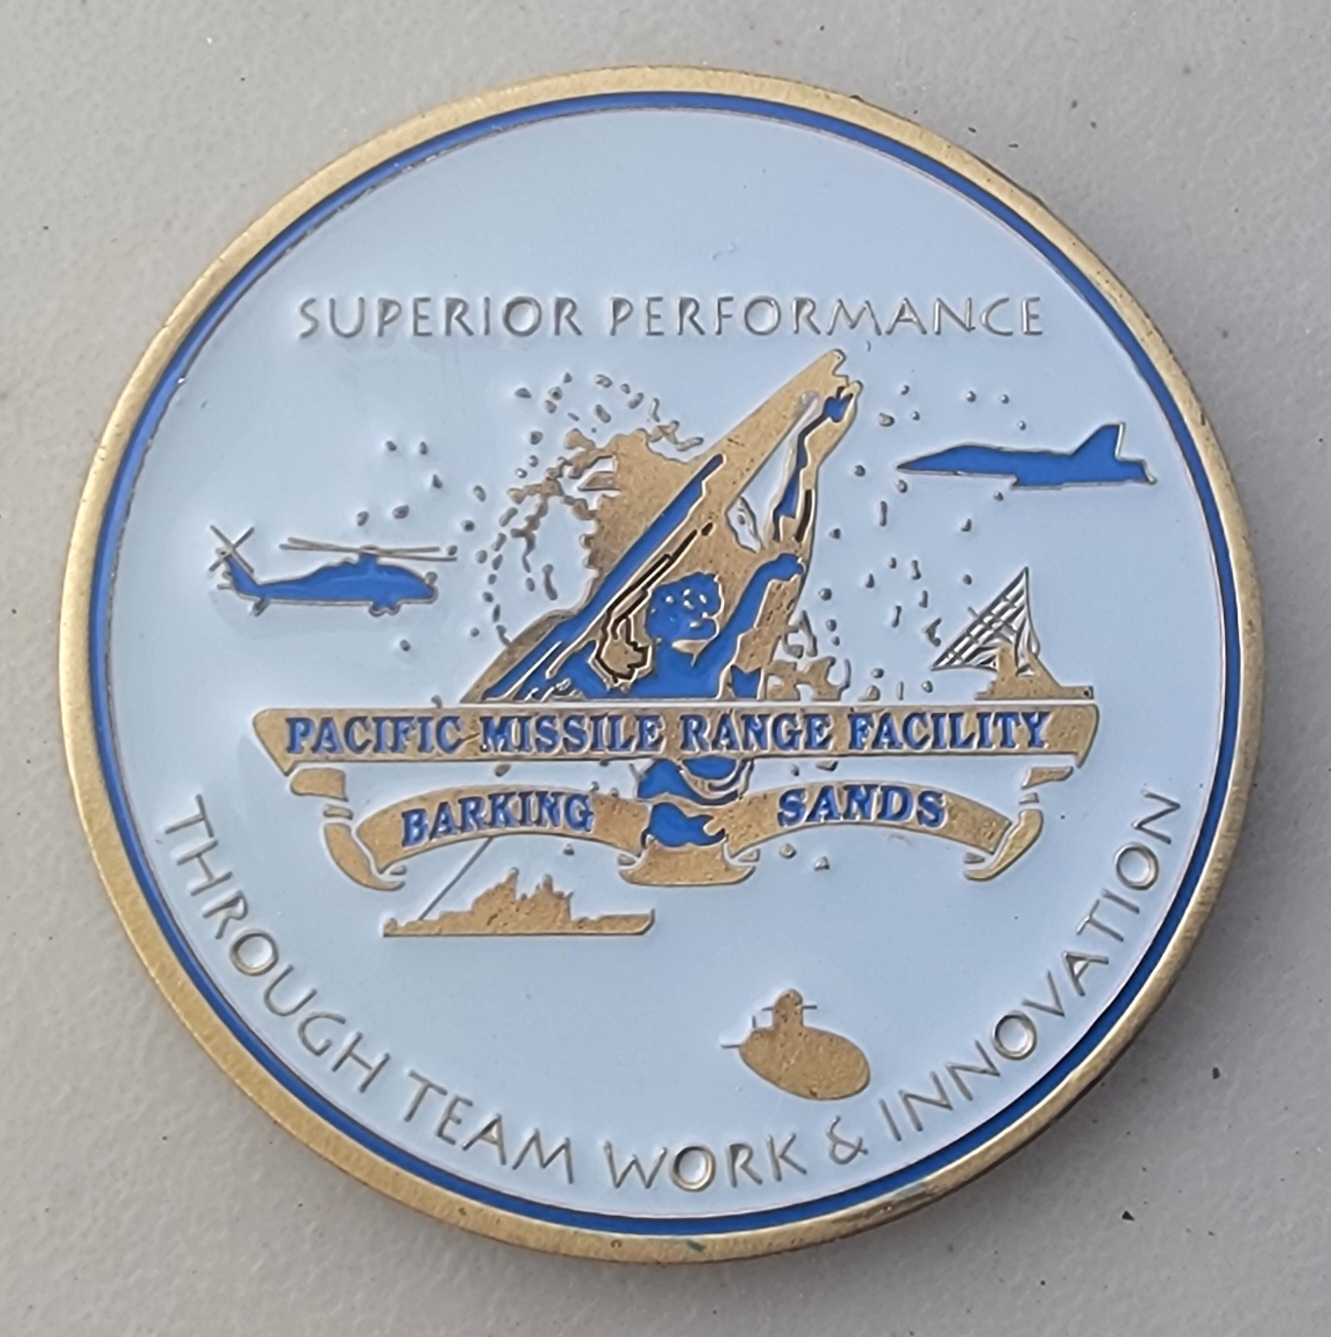 SUPERIOR PERFORMANCE
PACIFIC MISSILE RANGE FACILITY
BARKING SANDS
THROUGH TEAM WORK & INNOVATION